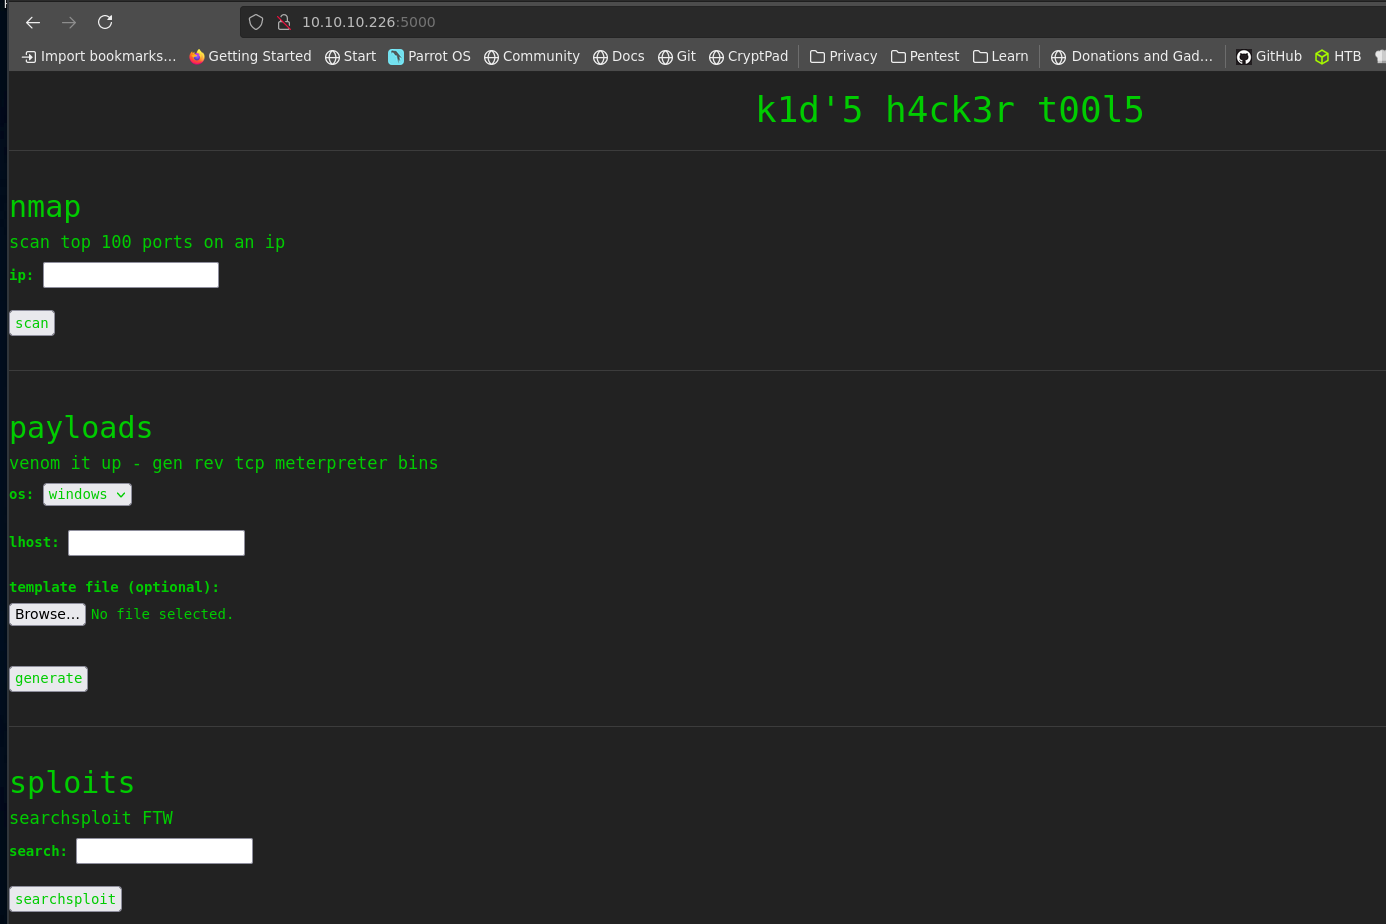 10.10.10.226:5000
Import bookmarks... Getting Started Start Parrot OS Community Docs Git CryptPad Privacy Pentest Learn Donations and Gad... GitHub HTB
k1d'5 h4ck3r t00l5
nmap
scan top 100 ports on an ip
ip:
scan
payloads
venom it up - gen rev tcp meterpreter bins
os: windows
lhost:
template file (optional):
Browse... No file selected.
generate
sploits
searchsploit FTW
search:
searchsploit